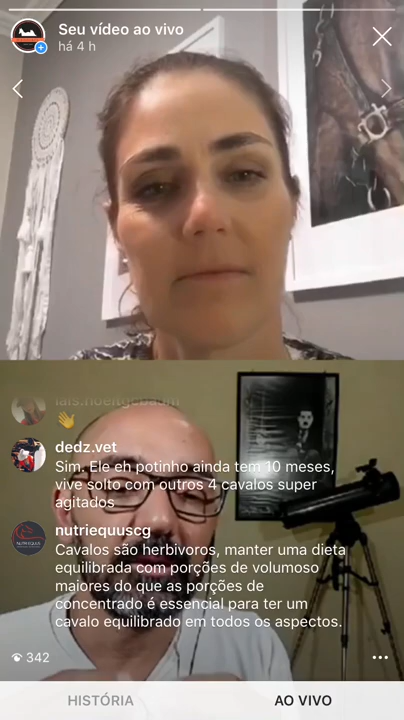 Seu vídeo ao vivo
há 4 h
👋
dedz.vet
Sim. Ele eh potinho ainda tem 10 meses,
vive solto com outros 4 cavalos super
agitados
nutriequuscg
Cavalos são herbivoros, manter uma dieta
equilibrada com porções de volumoso
maiores do que as porções de
concentrado é essencial para ter um
cavalo equilibrado em todos os aspectos.
342
HISTÓRIA
AO VIVO